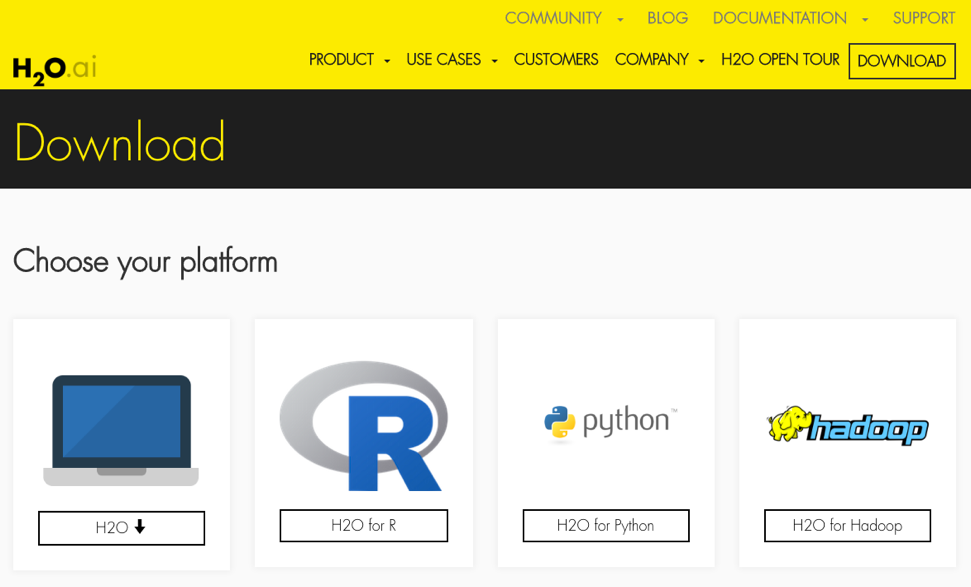 COMMUNITY BLOG DOCUMENTATION SUPPORT
H2O.ai
PRODUCT USE CASES CUSTOMERS COMPANY H2O OPEN TOUR DOWNLOAD
Download
Choose your platform
R
python™
hadoop
H2O
H2O for R
H2O for Python
H2O for Hadoop